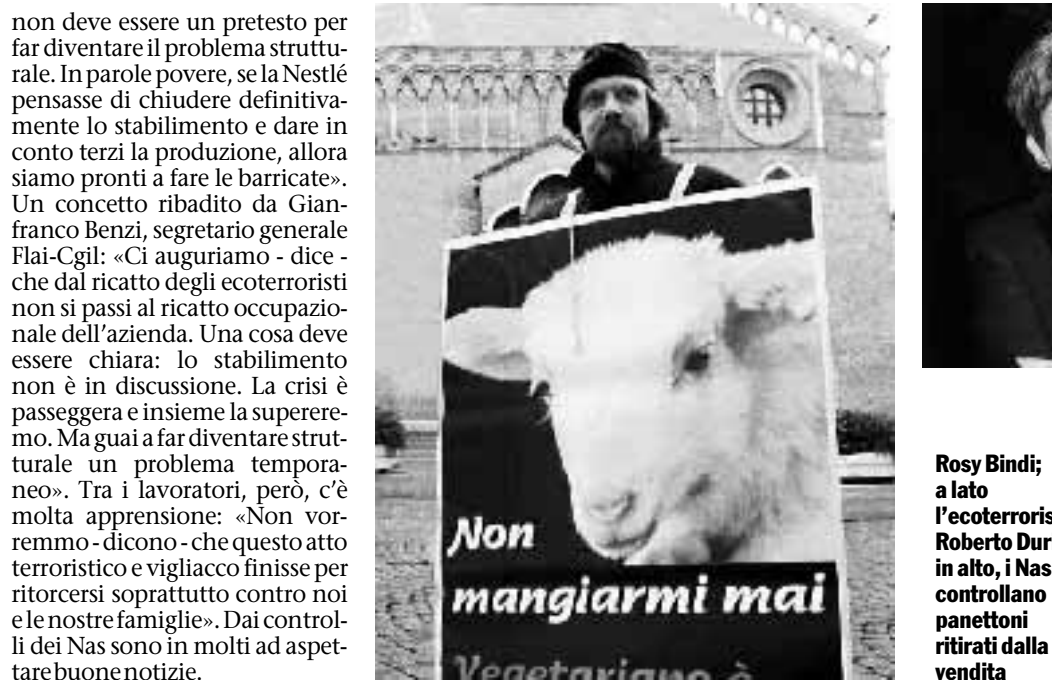 non deve essere un pretesto per
far diventare il problema struttu-
rale. In parole povere, se la Nestlé
pensasse di chiudere definitiva-
mente lo stabilimento e dare in
conto terzi la produzione, allora
siamo pronti a fare le barricate».
Un concetto ribadito da Gian-
franco Benzi, segretario generale
Flai-Cgil: «Ci auguriamo - dice -
che dal ricatto degli ecoterroristi
non si passi al ricatto occupazio-
nale dell'azienda. Una cosa deve
essere chiara: lo stabilimento
non è in discussione. La crisi è
passeggera e insieme la superere-
mo. Ma guai a far diventare strut-
turale un problema tempora-
neo». Tra i lavoratori, però, c'è
molta apprensione: «Non vor-
remmo - dicono - che questo atto
terroristico e vigliacco finisse per
ritorcersi soprattutto contro noi
e le nostre famiglie». Dai control-
li dei Nas sono in molti ad aspet-
tare buone notizie.
Non
mangiarmi mai
Vegetariano è
Rosy Bindi;
a lato
l'ecoterroris
Roberto Dur
in alto, i Nas
controllano
panettoni
ritirati dalla
vendita